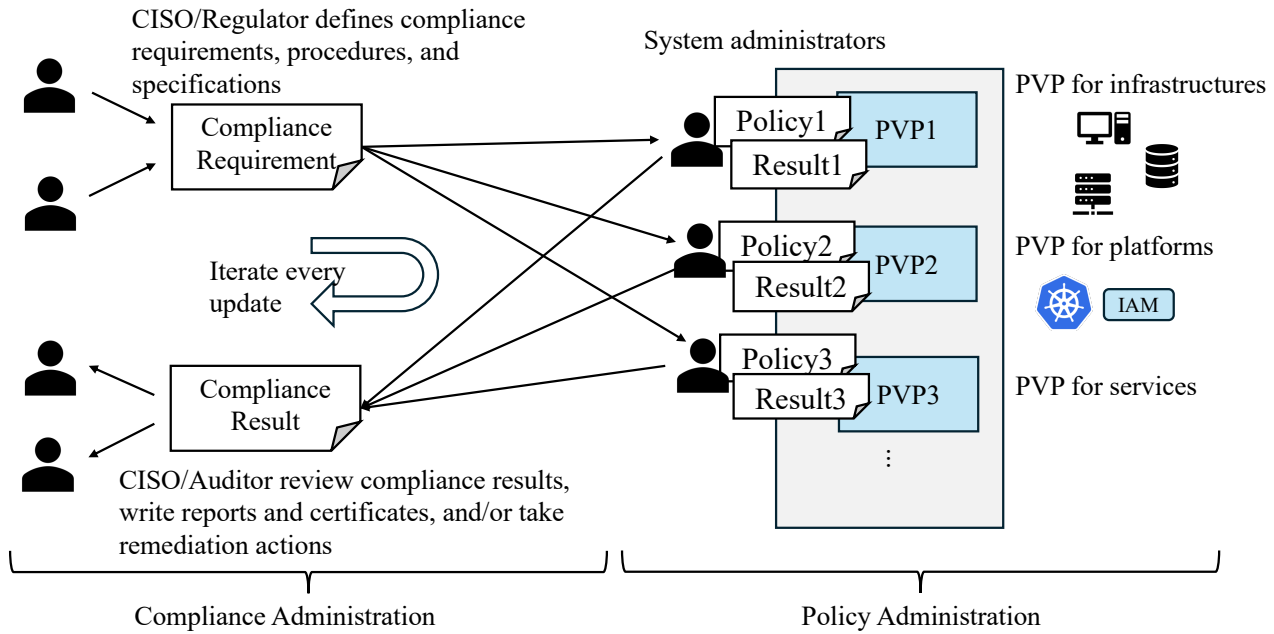 CISO/Regulator defines compliance
requirements, procedures, and
specifications
Compliance
Requirement
Iterate every
update
Compliance
Result
CISO/Auditor review compliance results,
write reports and certificates, and/or take
remediation actions
Compliance Administration
System administrators
Policy1
Result1
PVP1
Policy2
Result2
PVP2
Policy3
Result3
PVP3
⋮
PVP for infrastructures
PVP for platforms
IAM
PVP for services
Policy Administration